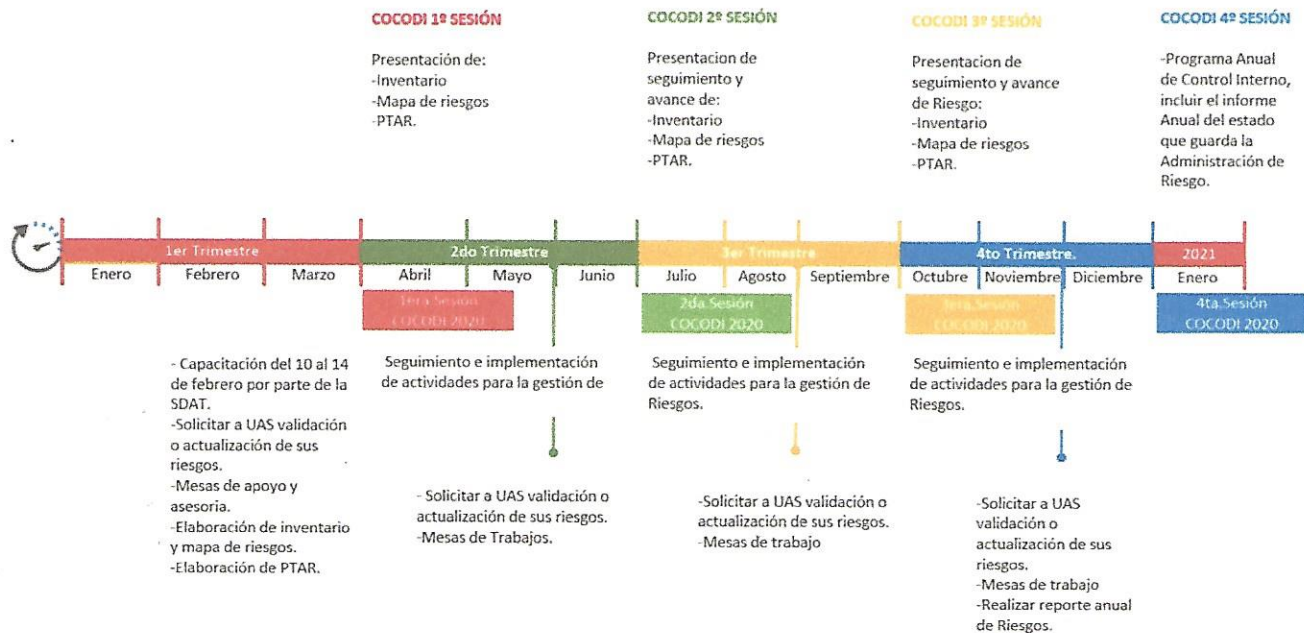 COCODI 1ª SESIÓN
Presentación de:
-Inventario
-Mapa de riesgos
-PTAR.
COCODI 2ª SESIÓN
Presentacion de
seguimiento y
avance de:
-Inventario
-Mapa de riesgos
-PTAR.
COCODI 3ª SESIÓN
Presentacion de
seguimiento y avance
de Riesgo:
-Inventario
-Mapa de riesgos
-PTAR.
COCODI 4ª SESIÓN
-Programa Anual
de Control Interno,
incluir el informe
Anual del estado
que guarda la
Administración de
Riesgo.
1er Trimestre
2do Trimestre
3er Trimestre
4to Trimestre.
2021
Enero
Febrero
Marzo
Abril
Mayo
Junio
Julio
Agosto
Septiembre
Octubre
Noviembre
Diciembre
Enero
1era.Sesión
COCODI 2020
2da.Sesión
COCODI 2020
3era.Sesión
COCODI 2020
4ta.Sesión
COCODI 2020
- Capacitación del 10 al 14
de febrero por parte de la
SDAT.
-Solicitar a UAS validación
o actualización de sus
riesgos.
-Mesas de apoyo y
asesoria.
-Elaboración de inventario
y mapa de riesgos.
-Elaboración de PTAR.
Seguimiento e implementación
de actividades para la gestión de
- Solicitar a UAS validación o
actualización de sus riesgos.
-Mesas de Trabajos.
Seguimiento e implementación
de actividades para la gestión de
Riesgos.
-Solicitar a UAS validación o
actualización de sus riesgos.
-Mesas de trabajo
Seguimiento e implementación
de actividades para la gestión de
Riesgos.
-Solicitar a UAS
validación o
actualización de sus
riesgos.
-Mesas de trabajo
-Realizar reporte anual
de Riesgos.